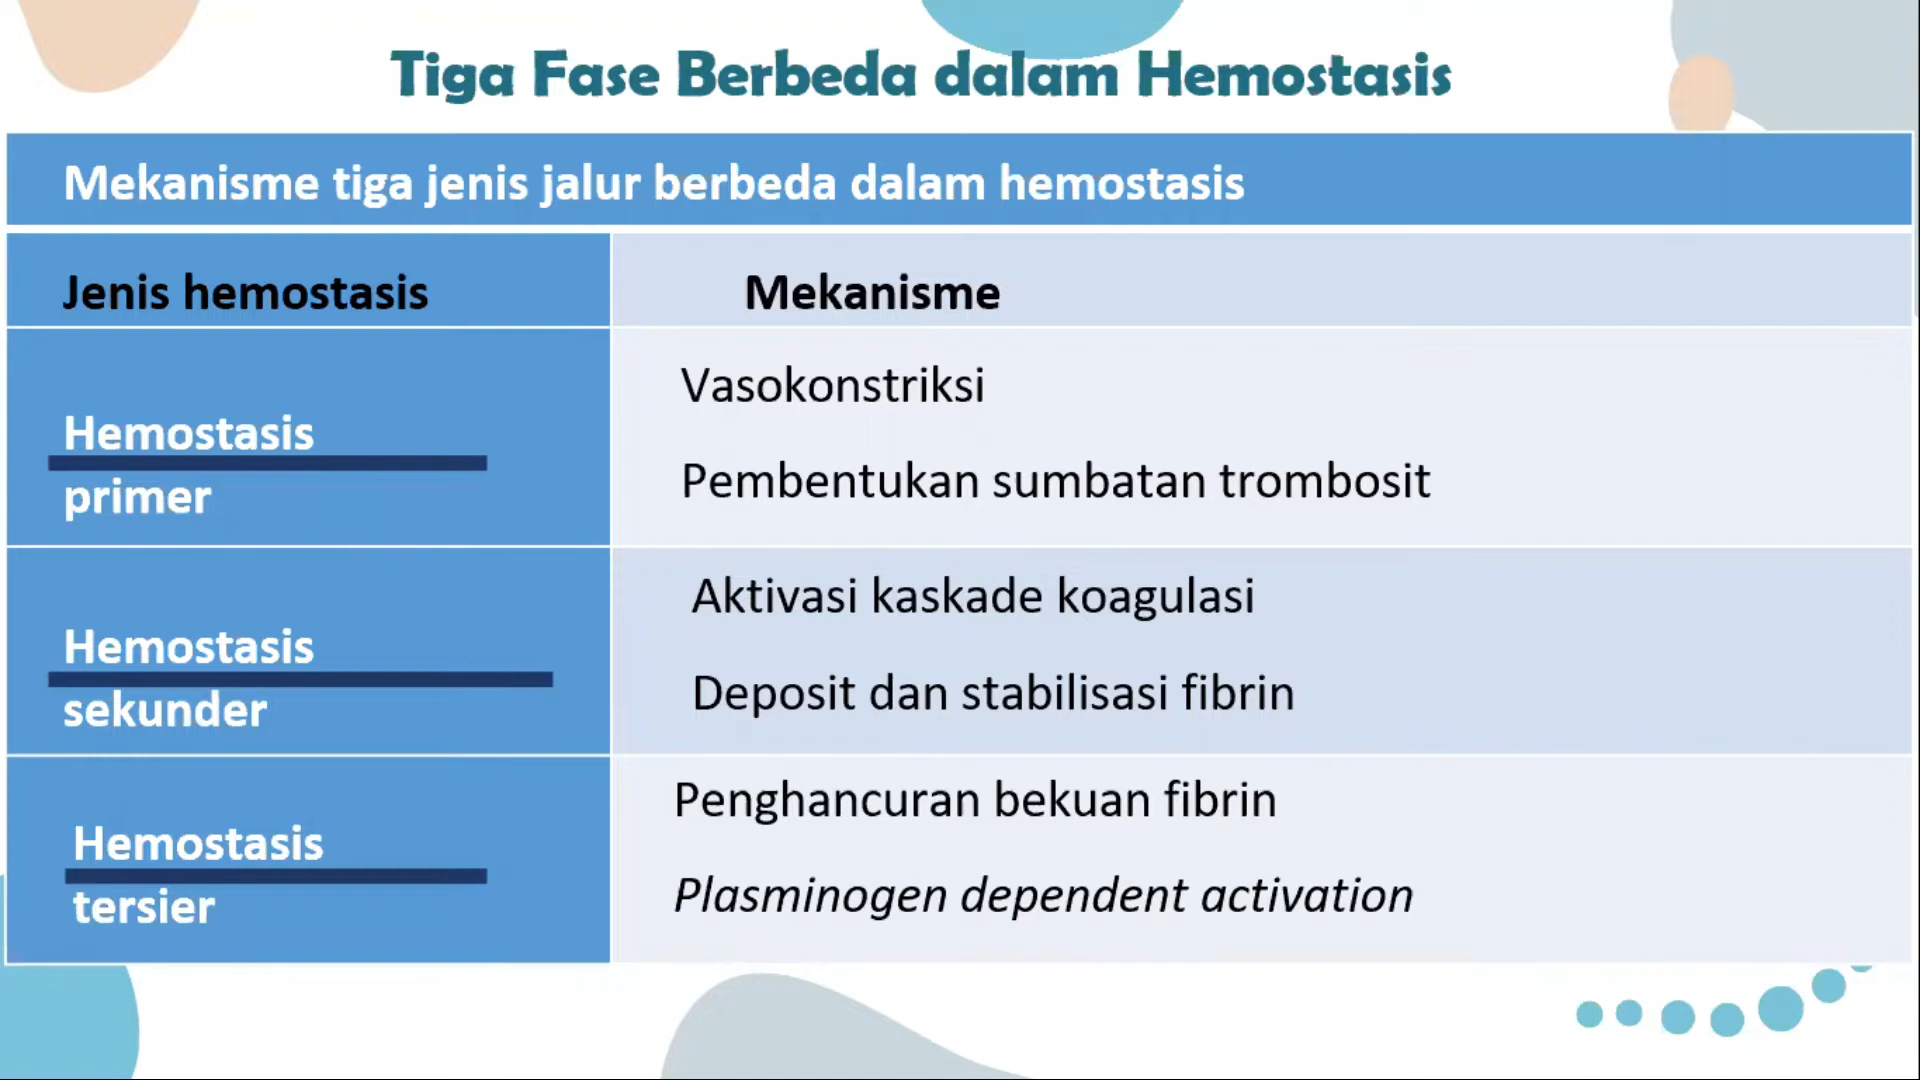 Tiga Fase Berbeda dalam Hemostasis
Mekanisme tiga jenis jalur berbeda dalam hemostasis
Jenis hemostasis
Mekanisme
Hemostasis
primer
Vasokonstriksi
Pembentukan sumbatan trombosit
Hemostasis
sekunder
Aktivasi kaskade koagulasi
Deposit dan stabilisasi fibrin
Hemostasis
tersier
Penghancuran bekuan fibrin
Plasminogen dependent activation